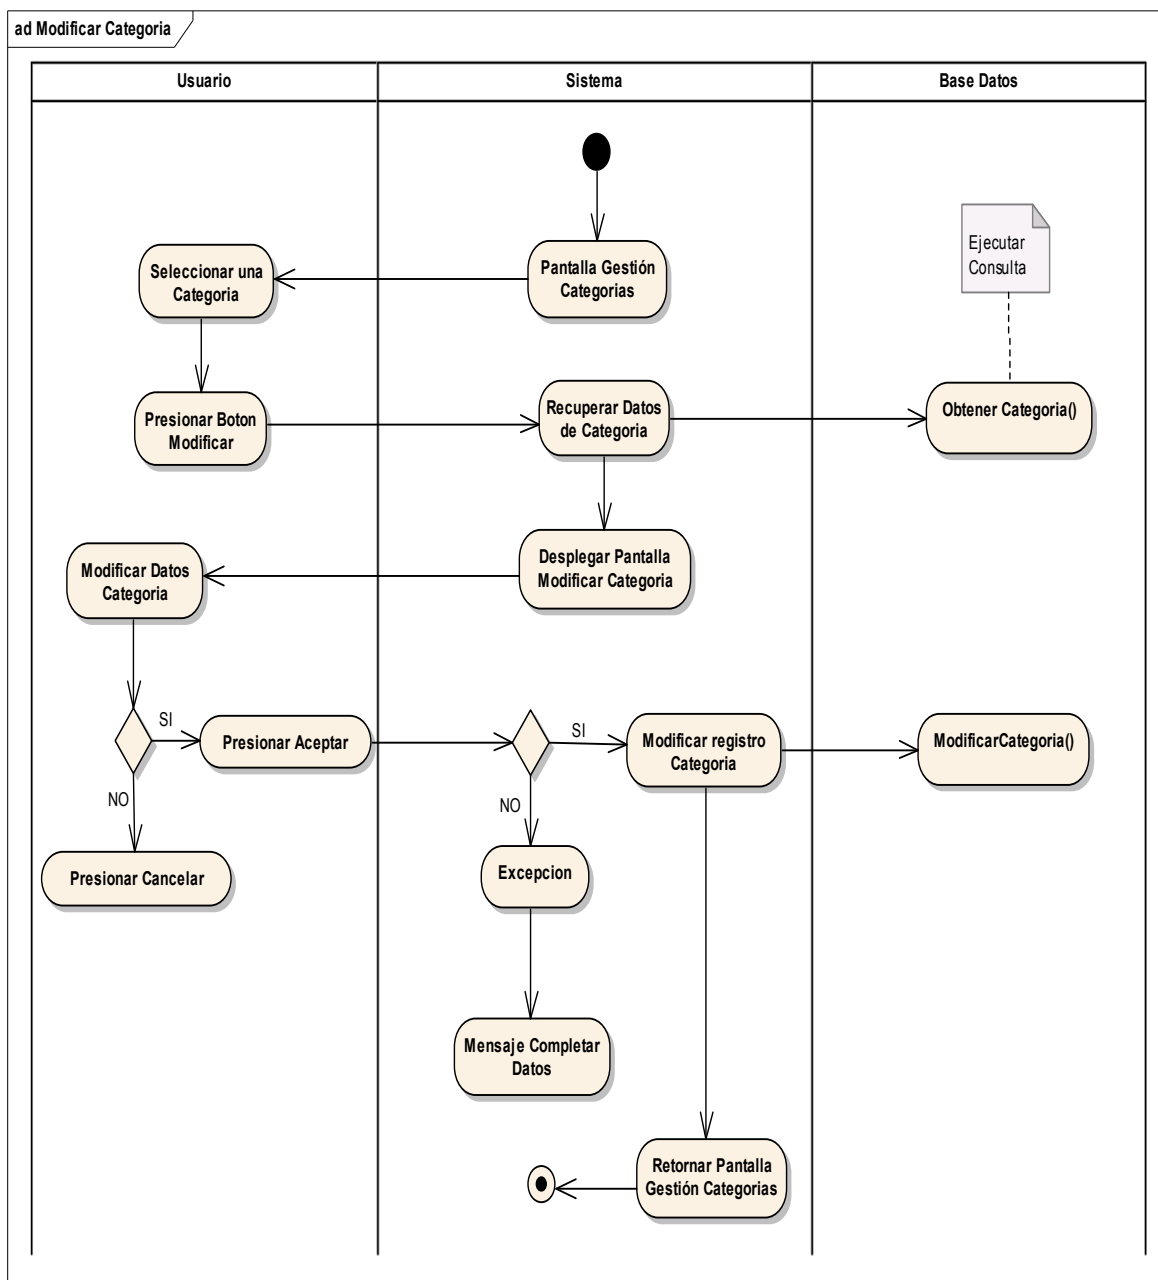 ad Modificar Categoria
Usuario
Sistema
Base Datos
Ejecutar
Consulta
Seleccionar una
Categoria
Pantalla Gestión
Categorias
Presionar Boton
Modificar
Recuperar Datos
de Categoria
Obtener Categoria()
Modificar Datos
Categoria
Desplegar Pantalla
Modificar Categoria
SI
Presionar Aceptar
SI
Modificar registro
Categoria
ModificarCategoria()
NO
NO
Presionar Cancelar
Excepcion
Mensaje Completar
Datos
Retornar Pantalla
Gestión Categorias